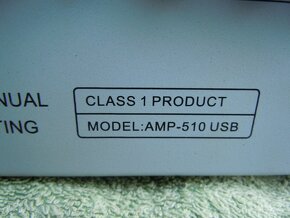 NUAL
TING
CLASS 1 PRODUCT
MODEL:AMP-510 USB